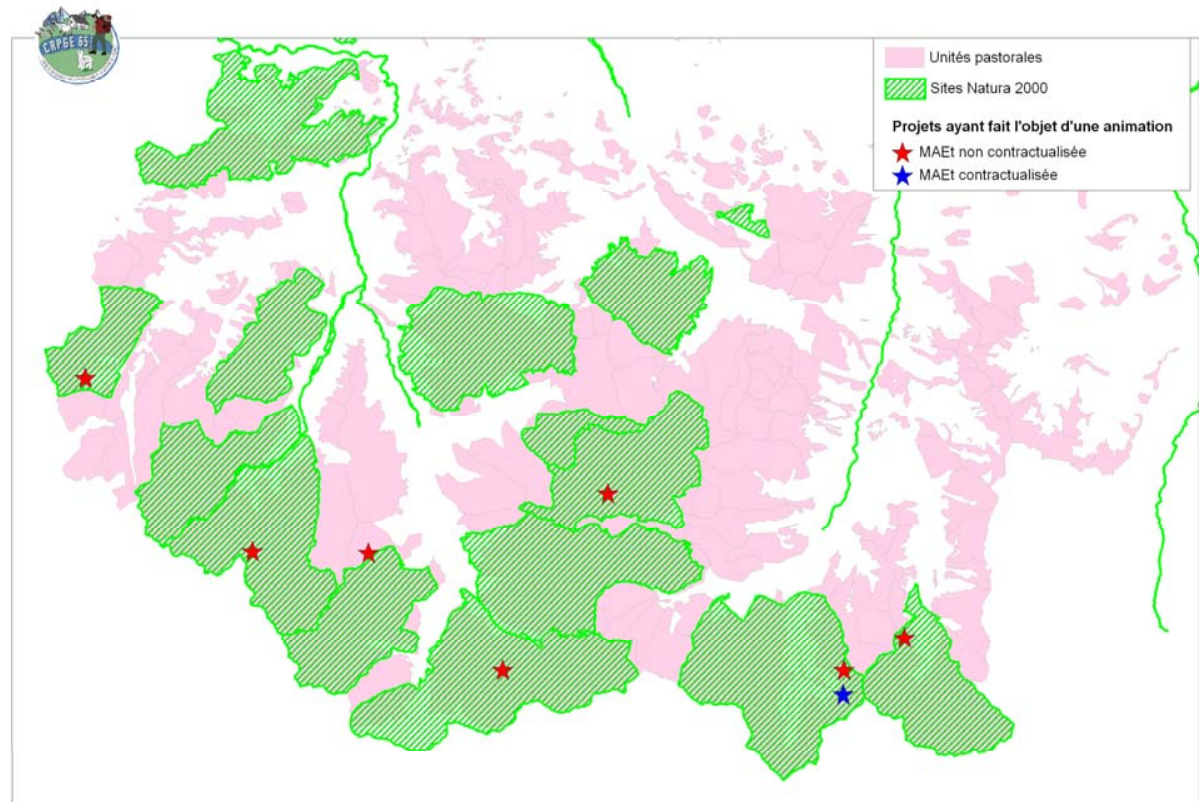 CRPGE 65
Unités pastorales
Sites Natura 2000
Projets ayant fait l'objet d'une animation
MAEt non contractualisée
MAEt contractualisée